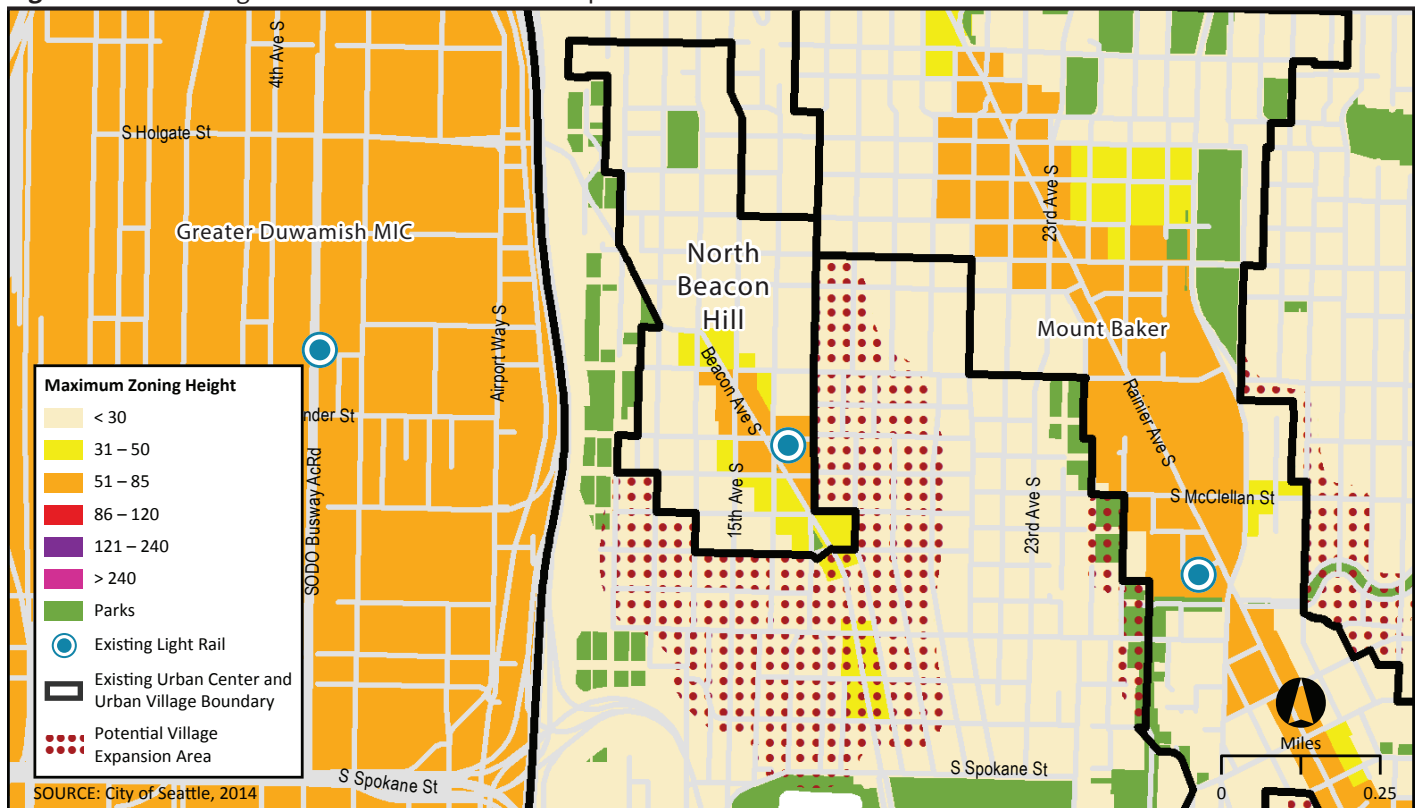 4th Ave S
S Holgate St
Greater Duwamish MIC
Airport Way S
nder St
SODO Busway AcRd
S Spokane St
North
Beacon
Hill
Beacon Ave S
15th Ave S
23rd Ave S
Mount Baker
Rainier Ave S
S McClellan St
23rd Ave S
S Spokane St
Maximum Zoning Height
< 30
31 – 50
51 – 85
86 – 120
121 – 240
> 240
Parks
Existing Light Rail
Existing Urban Center and
Urban Village Boundary
Potential Village
Expansion Area
SOURCE: City of Seattle, 2014
Miles
0 0.25